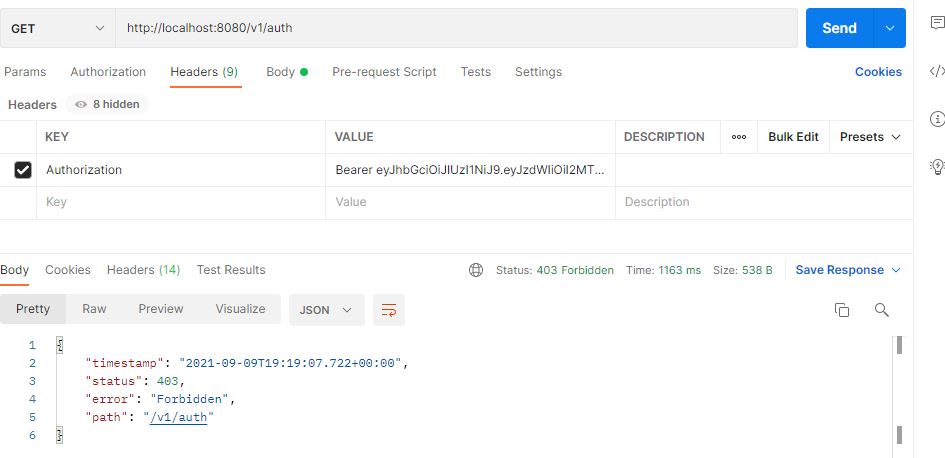 GET http://localhost:8080/v1/auth Send
Params Authorization Headers (9) Body Pre-request Script Tests Settings Cookies
Headers 8 hidden
KEY VALUE DESCRIPTION ooo Bulk Edit Presets
Authorization Bearer eyJhbGciOiJIUzI1NiJ9.eyJzdWIiOiI2MT...
Key Value Description
Body Cookies Headers (14) Test Results Status: 403 Forbidden Time: 1163 ms Size: 538 B Save Response
Pretty Raw Preview Visualize JSON
1 {
2 "timestamp": "2021-09-09T19:19:07.722+00:00",
3 "status": 403,
4 "error": "Forbidden",
5 "path": "/v1/auth"
6 }